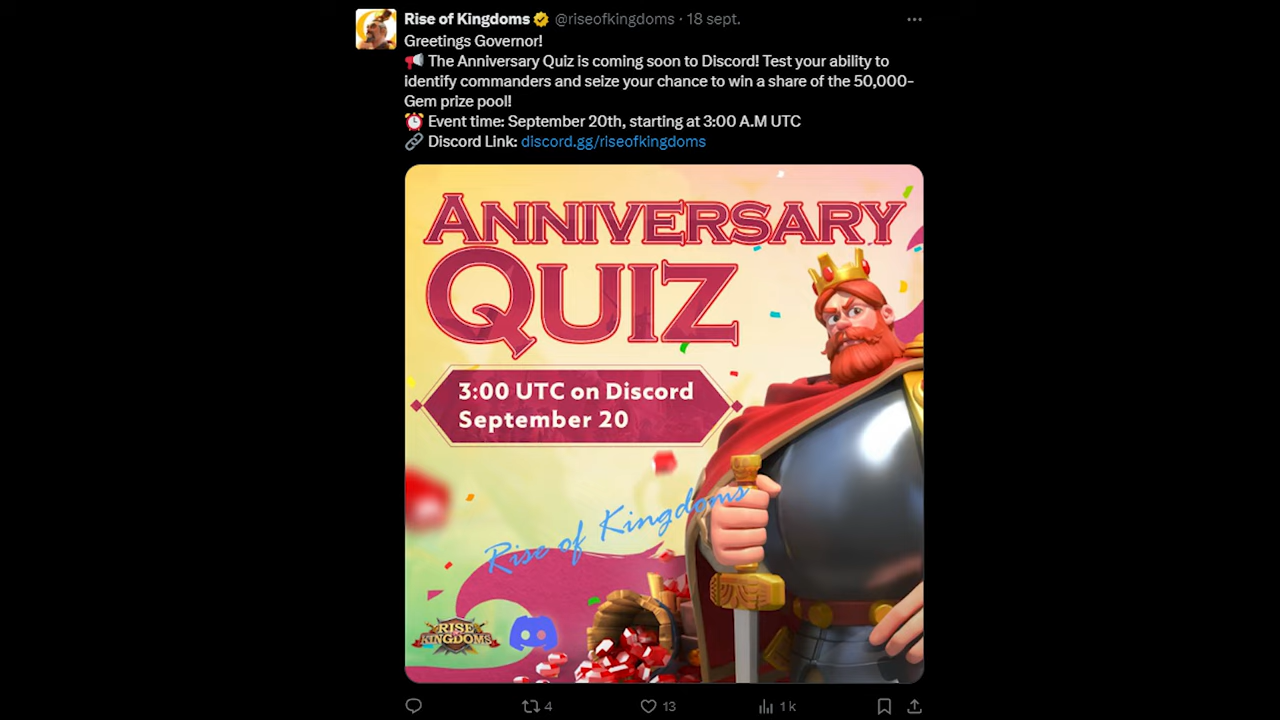 Rise of Kingdoms @riseofkingdoms · 18 sept.
Greetings Governor!
The Anniversary Quiz is coming soon to Discord! Test your ability to
identify commanders and seize your chance to win a share of the 50,000-
Gem prize pool!
Event time: September 20th, starting at 3:00 A.M UTC
Discord Link: discord.gg/riseofkingdoms
ANNIVERSARY
QUIZ
3:00 UTC on Discord
September 20
Rise of Kingdoms
RISE OF
KINGDOMS
4 13 1 k